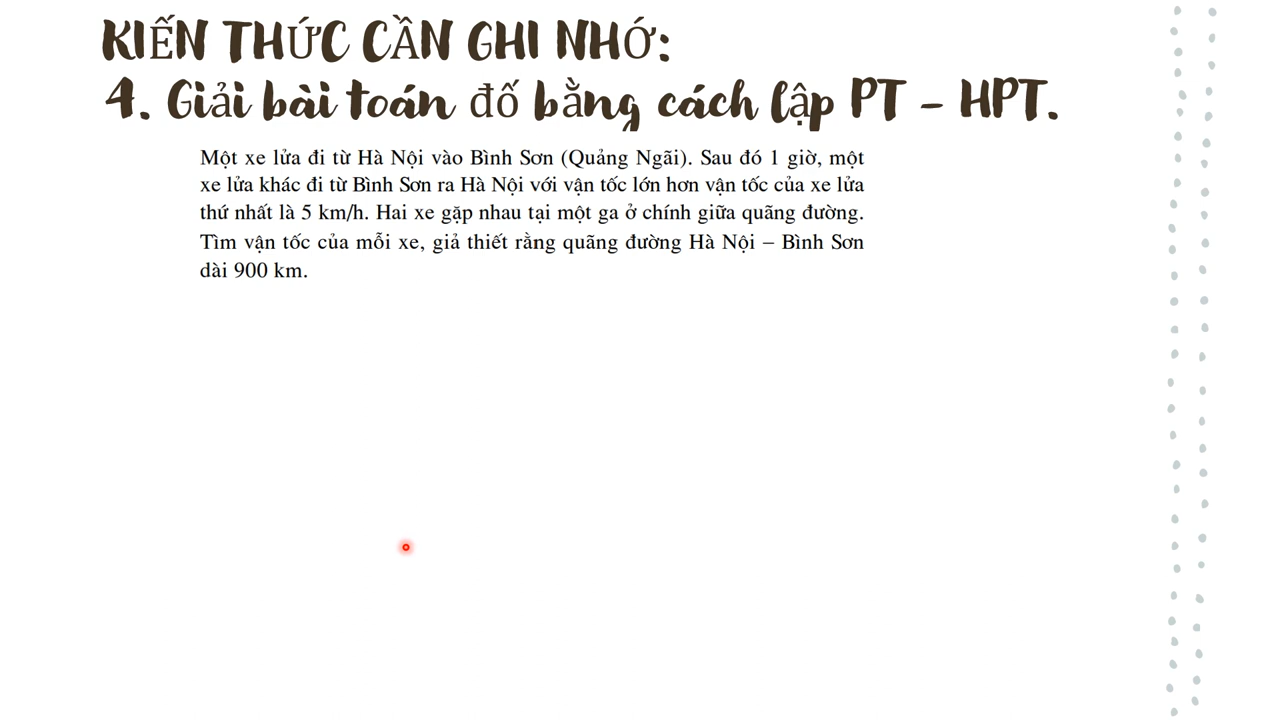 KIẾN THỨC CẦN GHI NHỚ:
4. Giải bài toán đố bằng cách lập PT - HPT.
Một xe lửa đi từ Hà Nội vào Bình Sơn (Quảng Ngãi). Sau đó 1 giờ, một
xe lửa khác đi từ Bình Sơn ra Hà Nội với vận tốc lớn hơn vận tốc của xe lửa
thứ nhất là 5 km/h. Hai xe gặp nhau tại một ga ở chính giữa quãng đường.
Tìm vận tốc của mỗi xe, giả thiết rằng quãng đường Hà Nội – Bình Sơn
dài 900 km.